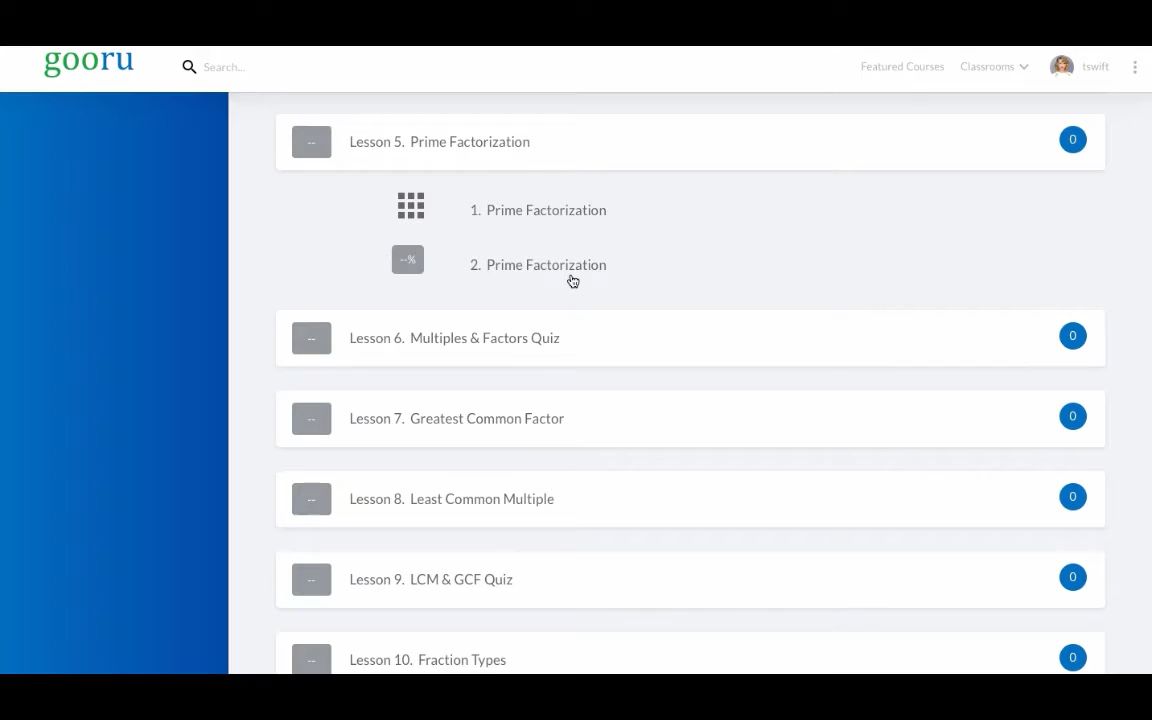 gooru
Search...
Featured Courses
Classrooms
tswift
-- Lesson 5. Prime Factorization 0
1. Prime Factorization
--% 2. Prime Factorization
-- Lesson 6. Multiples & Factors Quiz 0
-- Lesson 7. Greatest Common Factor 0
-- Lesson 8. Least Common Multiple 0
-- Lesson 9. LCM & GCF Quiz 0
-- Lesson 10. Fraction Types 0